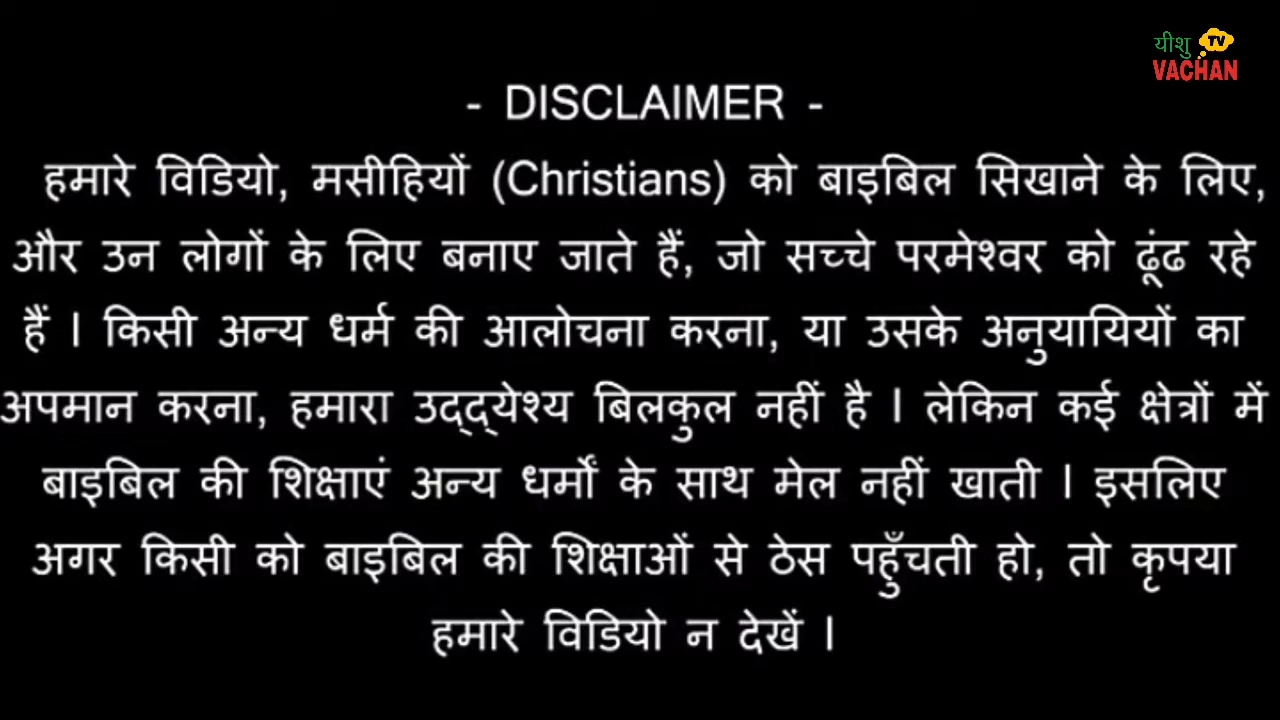 यीशु TV
VACHAN
- DISCLAIMER -
हमारे विडियो, मसीहियों (Christians) को बाइबिल सिखाने के लिए,
और उन लोगों के लिए बनाए जाते हैं, जो सच्चे परमेश्वर को ढूंढ रहे
हैं । किसी अन्य धर्म की आलोचना करना, या उसके अनुयायियों का
अपमान करना, हमारा उद्द्येश्य बिलकुल नहीं है । लेकिन कई क्षेत्रों में
बाइबिल की शिक्षाएं अन्य धर्मों के साथ मेल नहीं खाती । इसलिए
अगर किसी को बाइबिल की शिक्षाओं से ठेस पहुँचती हो, तो कृपया
हमारे विडियो न देखें ।